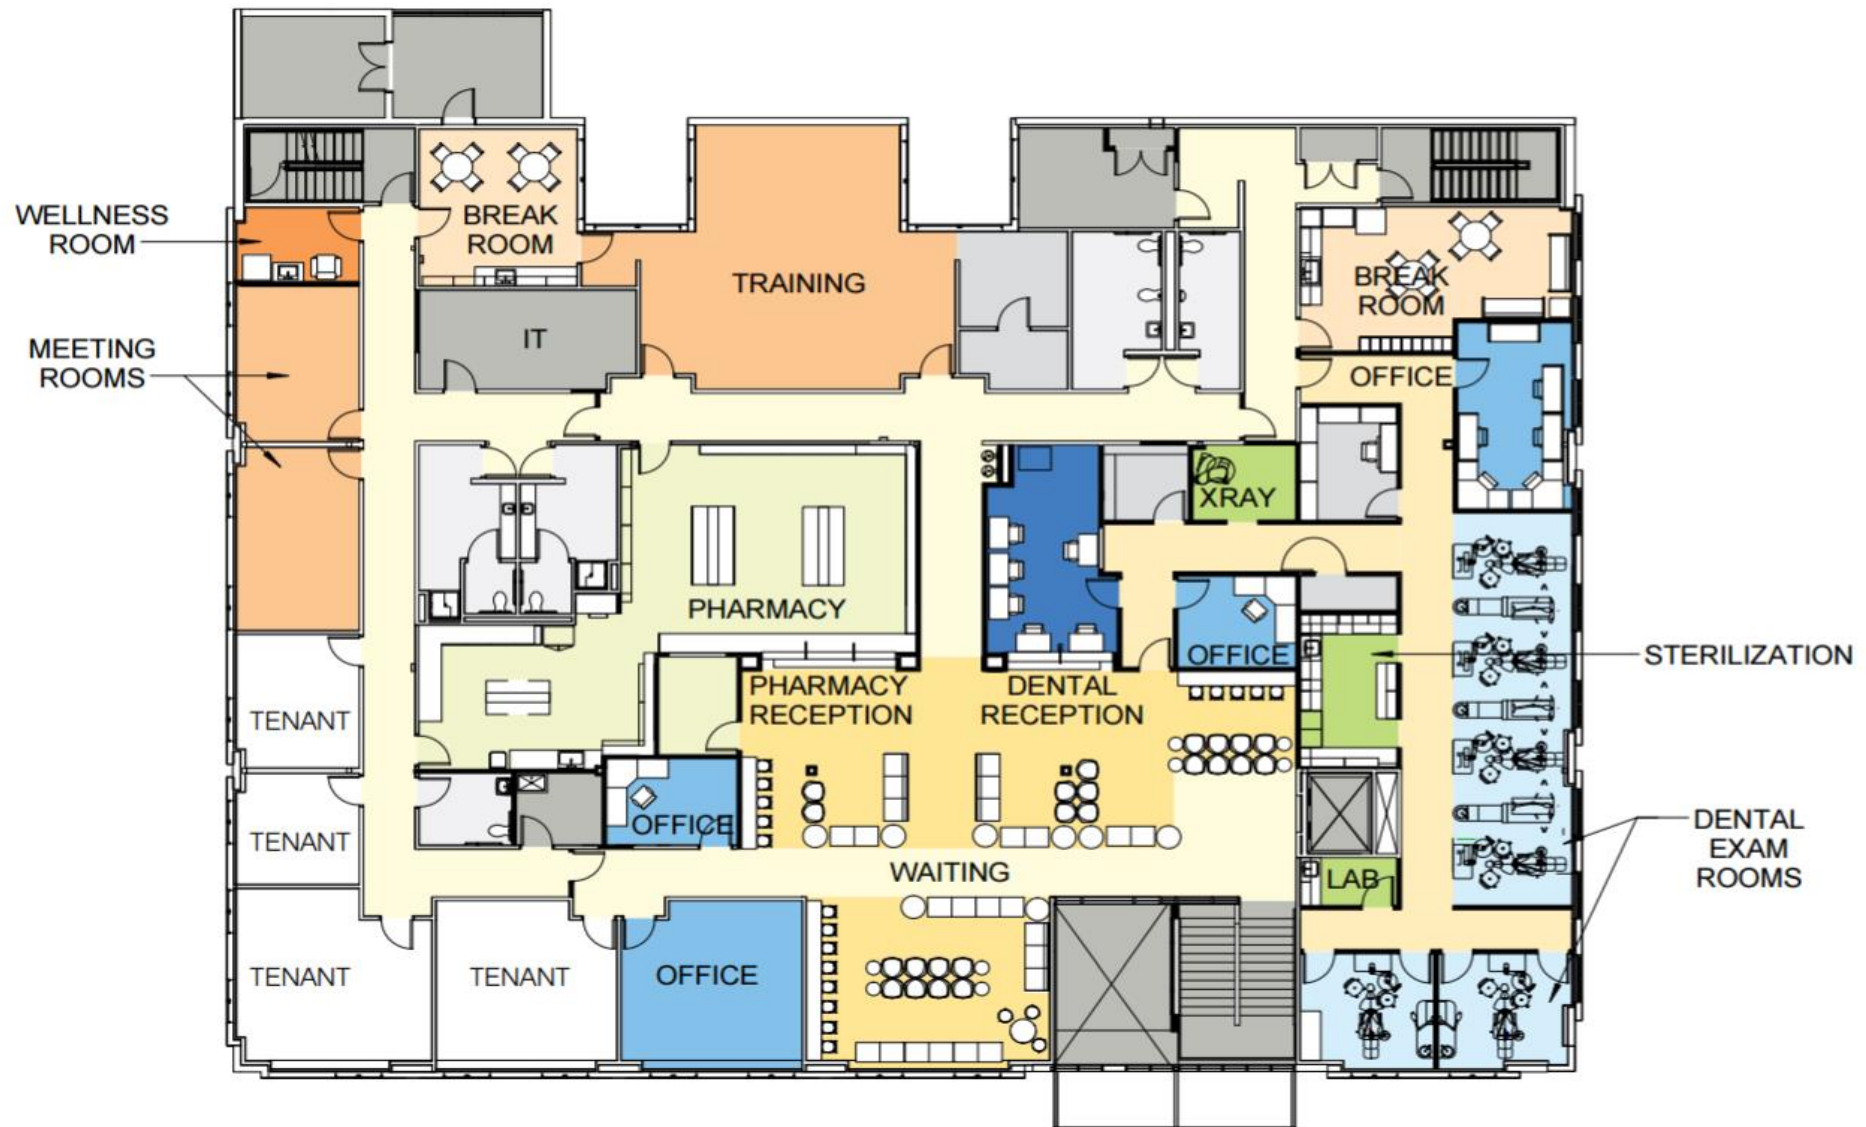 WELLNESS
ROOM
BREAK
ROOM
TRAINING
BREAK
ROOM
IT
MEETING
ROOMS
OFFICE
XRAY
PHARMACY
OFFICE
STERILIZATION
PHARMACY
RECEPTION
DENTAL
RECEPTION
TENANT
OFFICE
TENANT
WAITING
LAB
DENTAL
EXAM
ROOMS
TENANT
TENANT
OFFICE